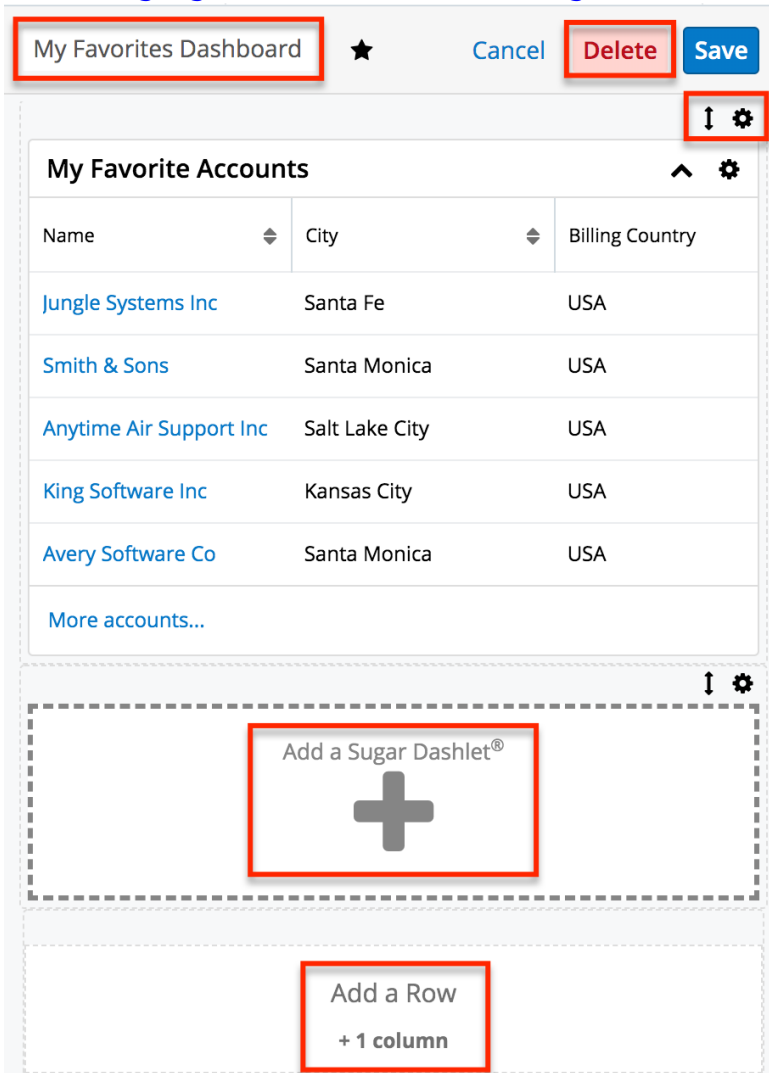 My Favorites Dashboard ★ Cancel Delete Save
My Favorite Accounts
Name City Billing Country
Jungle Systems Inc Santa Fe USA
Smith & Sons Santa Monica USA
Anytime Air Support Inc Salt Lake City USA
King Software Inc Kansas City USA
Avery Software Co Santa Monica USA
More accounts...
Add a Sugar Dashlet®
Add a Row
+ 1 column